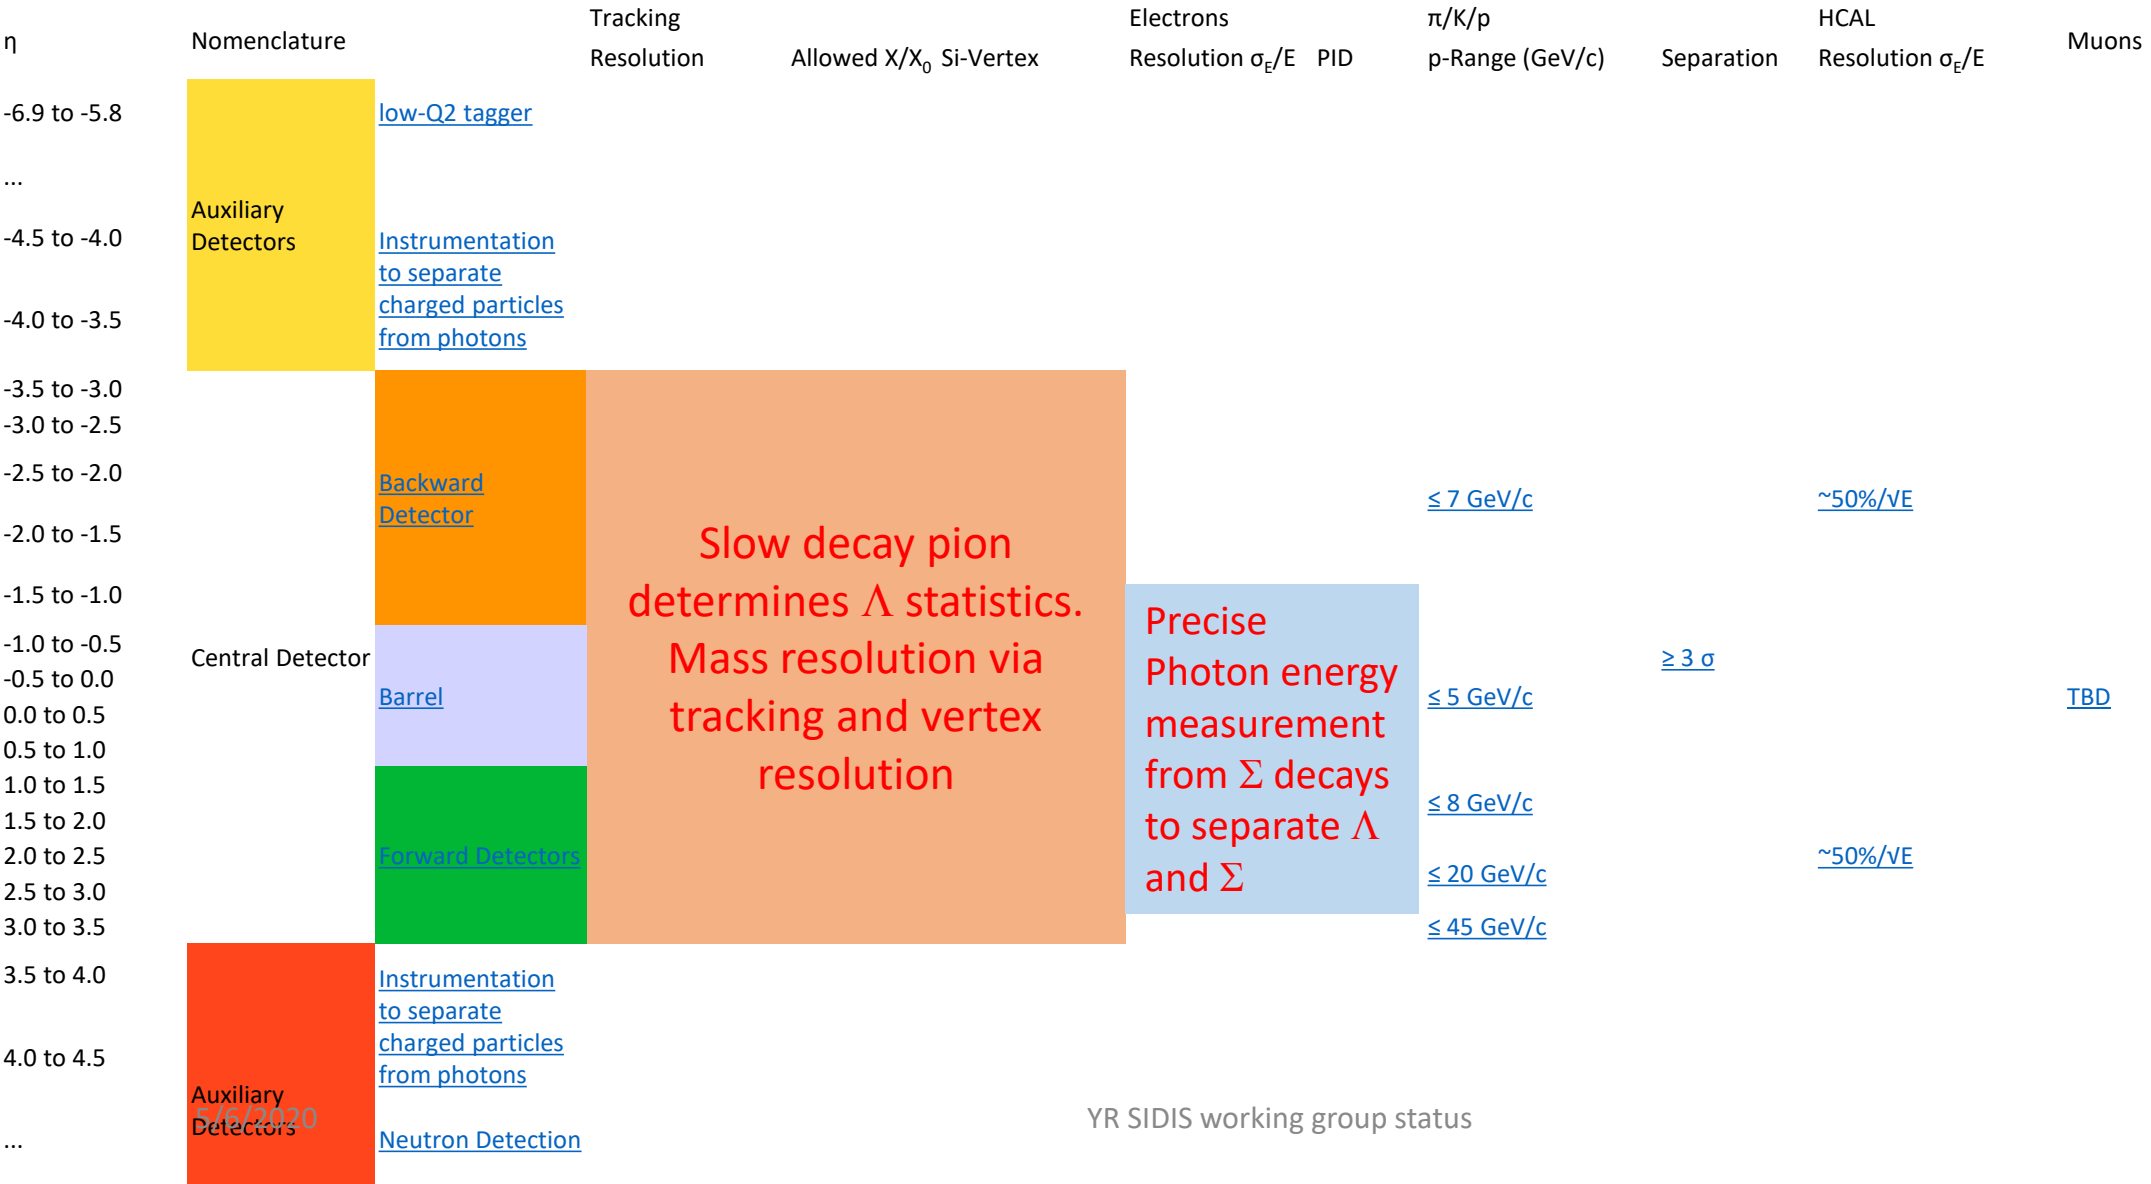 η Nomenclature Tracking Electrons π/K/p HCAL Muons
Resolution Allowed X/X₀ Si-Vertex Resolution σ_E/E PID p-Range (GeV/c) Separation Resolution σ_E/E
-6.9 to -5.8
low-Q2 tagger
...
Auxiliary
Detectors
-4.5 to -4.0
Instrumentation
to separate
charged particles
from photons
-4.0 to -3.5
-3.5 to -3.0
-3.0 to -2.5
-2.5 to -2.0
Backward
Detector
≤ 7 GeV/c
~50%/√E
-2.0 to -1.5
-1.5 to -1.0
-1.0 to -0.5
Central Detector
-0.5 to 0.0
Barrel
0.0 to 0.5
0.5 to 1.0
Slow decay pion
determines Λ statistics.
Mass resolution via
tracking and vertex
resolution
Precise
Photon energy
measurement
from Σ decays
to separate Λ
and Σ
≥ 3 σ
≤ 5 GeV/c
TBD
1.0 to 1.5
≤ 8 GeV/c
1.5 to 2.0
2.0 to 2.5
Forward Detectors
~50%/√E
≤ 20 GeV/c
2.5 to 3.0
3.0 to 3.5
≤ 45 GeV/c
3.5 to 4.0
Instrumentation
to separate
charged particles
from photons
4.0 to 4.5
Auxiliary
Detectors
5/6/2020
YR SIDIS working group status
...
Neutron Detection